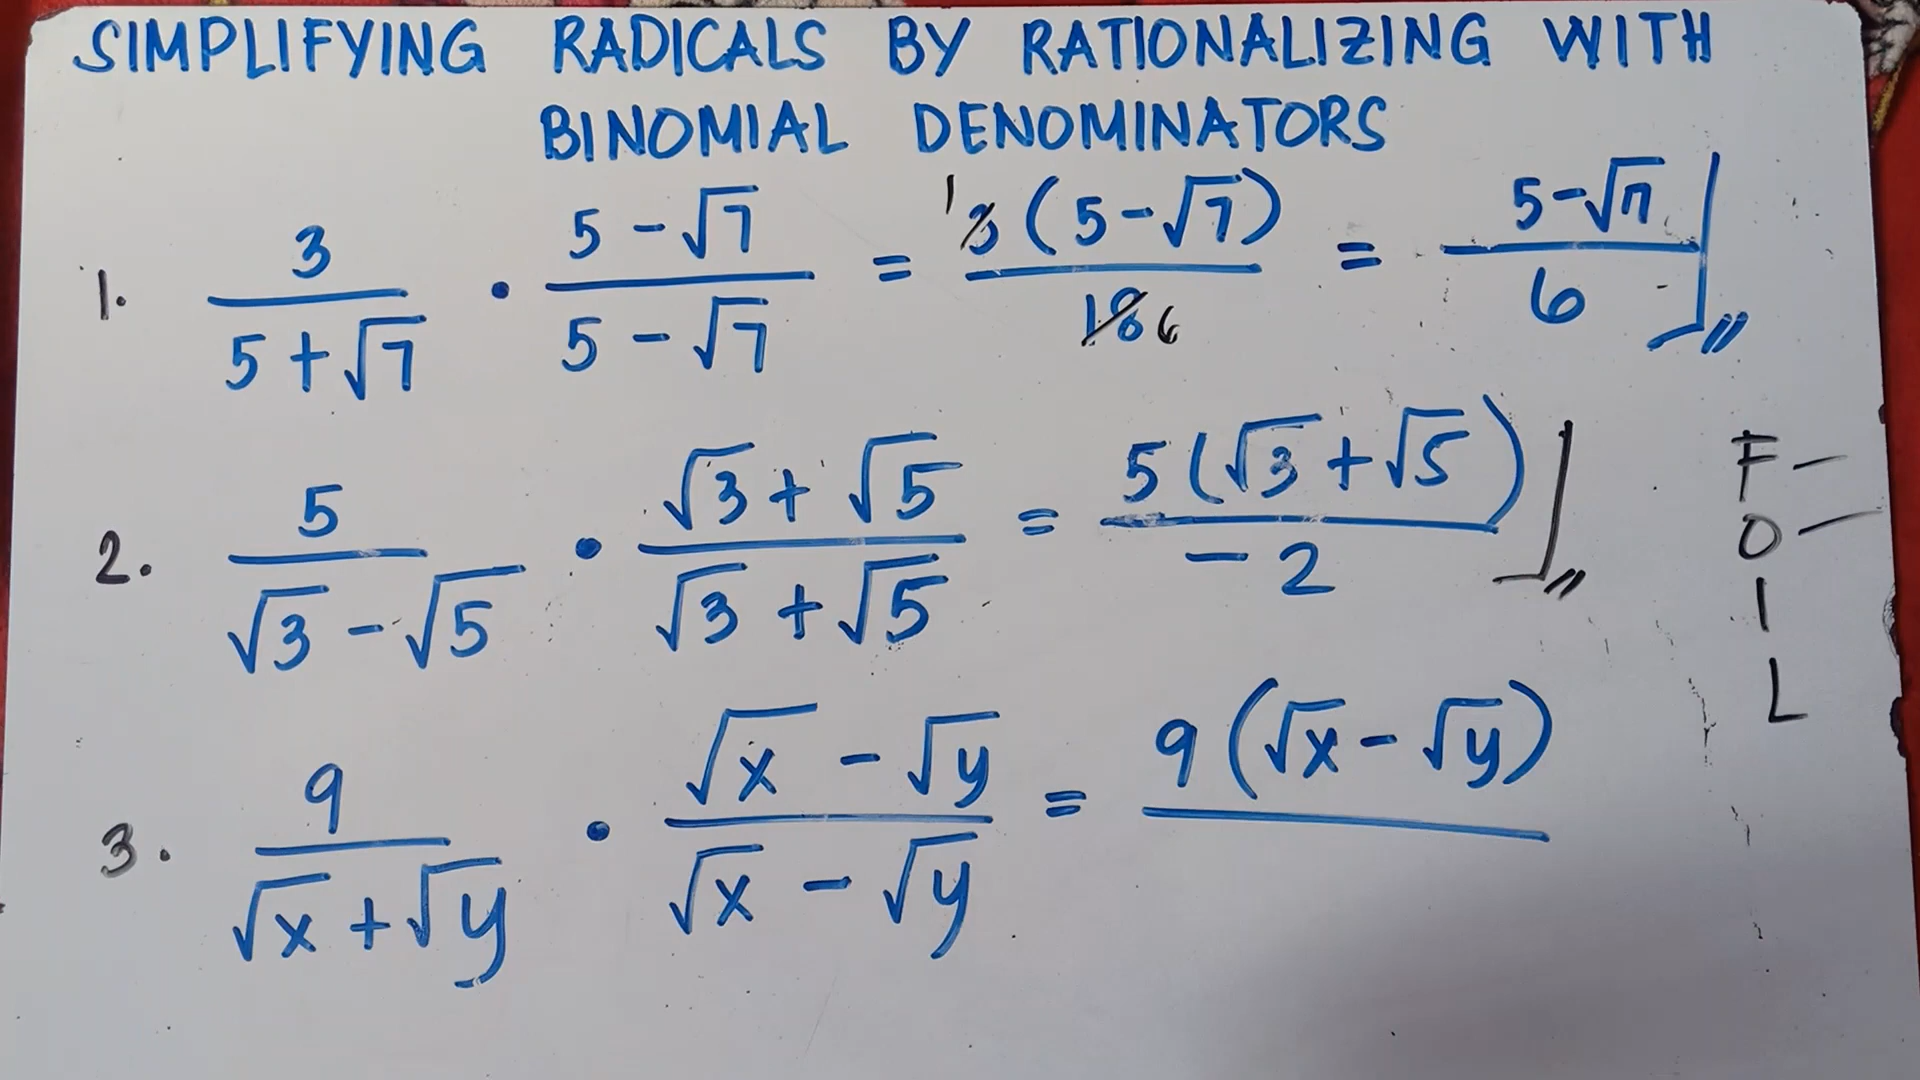 SIMPLIFYING RADICALS BY RATIONALIZING WITH
BINOMIAL DENOMINATORS
1. 3/(5+√7) · (5-√7)/(5-√7) = 1 3(5-√7)/18 6 = (5-√7)/6
2. 5/(√3-√5) · (√3+√5)/(√3+√5) = 5(√3+√5)/-2
3. 9/(√x+√y) · (√x-√y)/(√x-√y) = 9(√x-√y)/
F -
O -
I
L